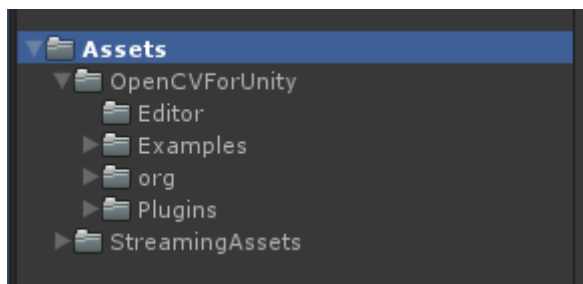 Assets
OpenCVForUnity
Editor
Examples
org
Plugins
StreamingAssets